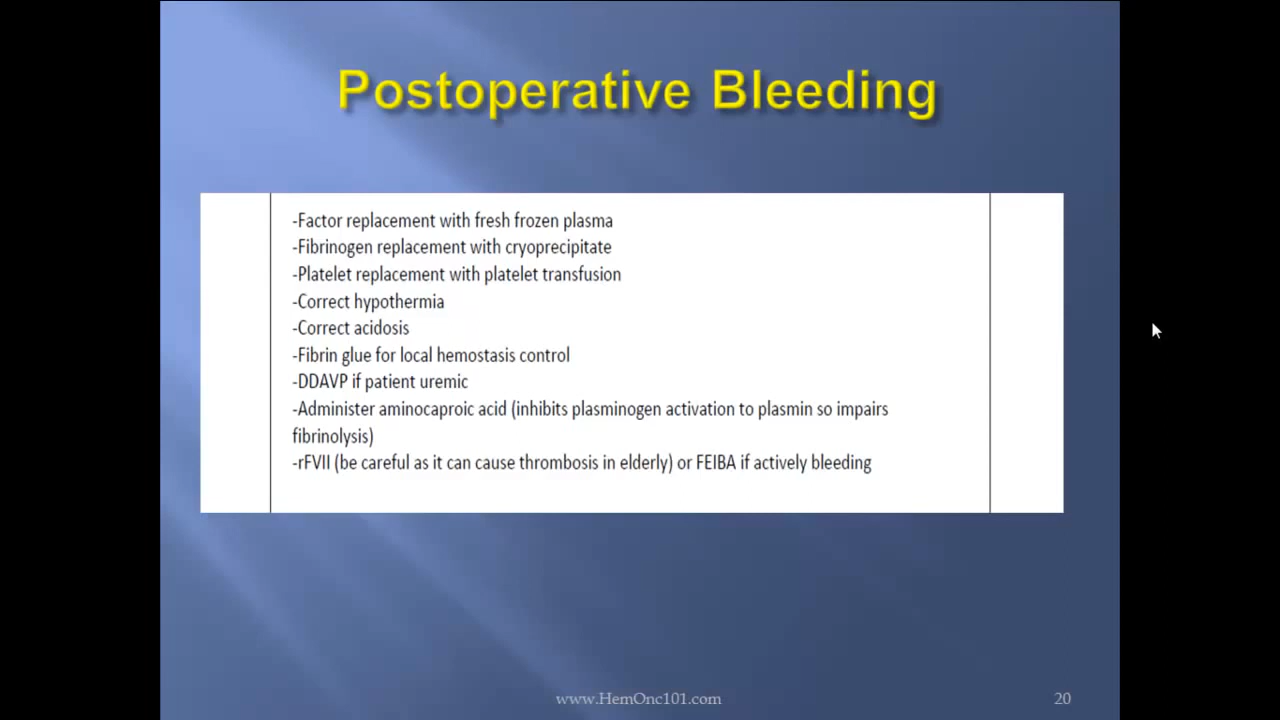 Postoperative Bleeding
-Factor replacement with fresh frozen plasma
-Fibrinogen replacement with cryoprecipitate
-Platelet replacement with platelet transfusion
-Correct hypothermia
-Correct acidosis
-Fibrin glue for local hemostasis control
-DDAVP if patient uremic
-Administer aminocaproic acid (inhibits plasminogen activation to plasmin so impairs
fibrinolysis)
-rFVII (be careful as it can cause thrombosis in elderly) or FEIBA if actively bleeding
www.HemOnc101.com
20